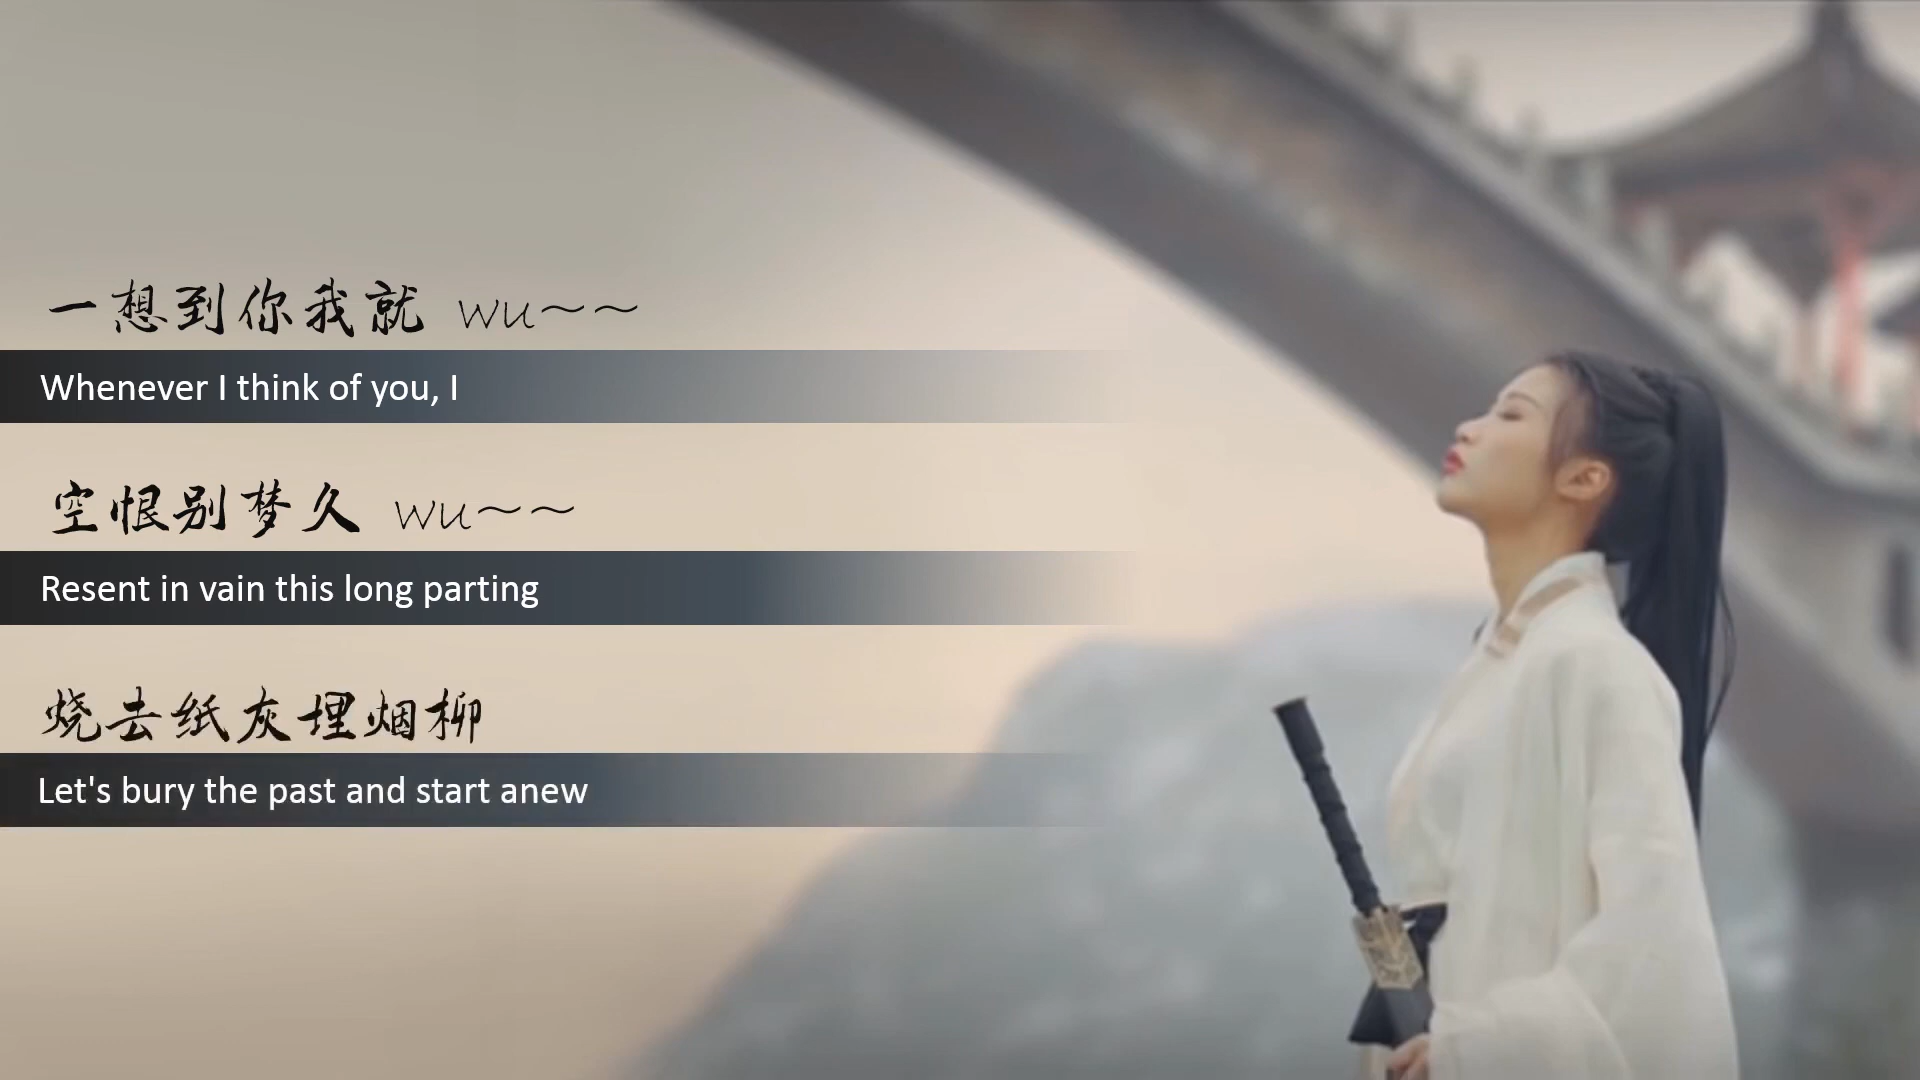 一想到你我就 wu～～
Whenever I think of you, I
空恨别梦久 wu～～
Resent in vain this long parting
烧去纸灰埋烟柳
Let's bury the past and start anew